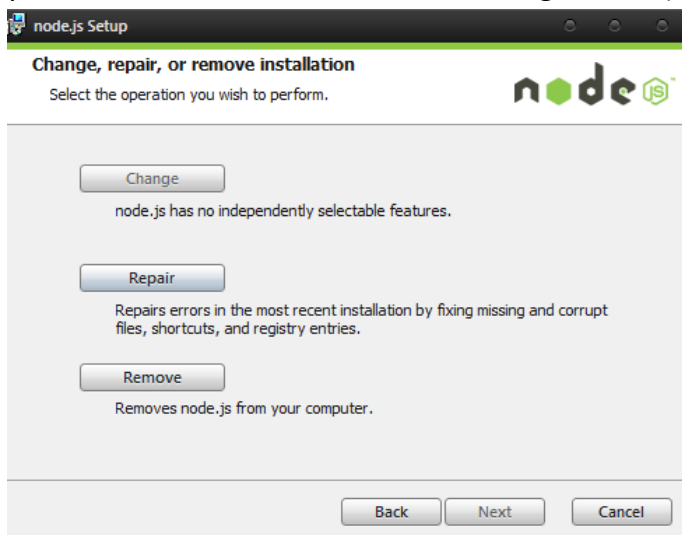 node.js Setup
Change, repair, or remove installation
Select the operation you wish to perform.
node JS
Change
node.js has no independently selectable features.
Repair
Repairs errors in the most recent installation by fixing missing and corrupt
files, shortcuts, and registry entries.
Remove
Removes node.js from your computer.
Back Next Cancel